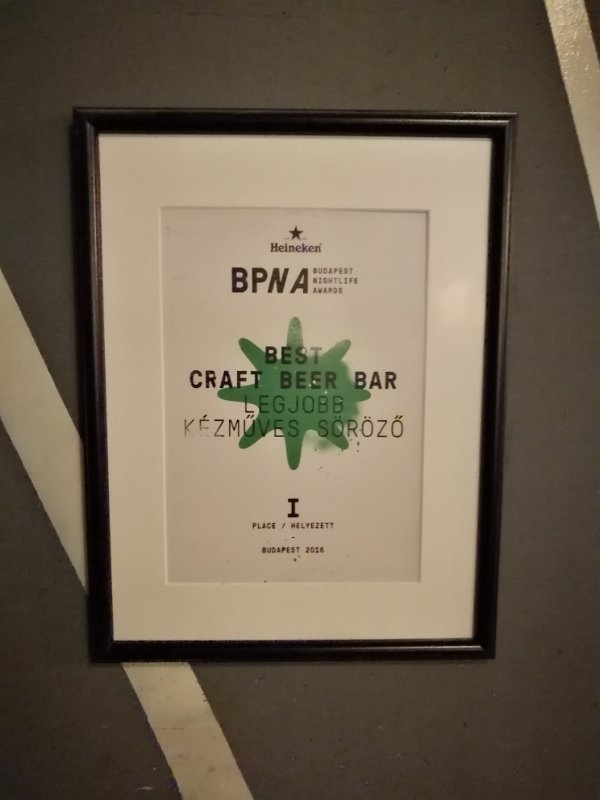 Heineken
BPNA BUDAPEST
NIGHTLIFE
AWARDS
BEST
CRAFT BEER BAR
LEGJOBB
KÉZMŰVES SÖRÖZŐ
I
PLACE / HELYEZETT
BUDAPEST 2016